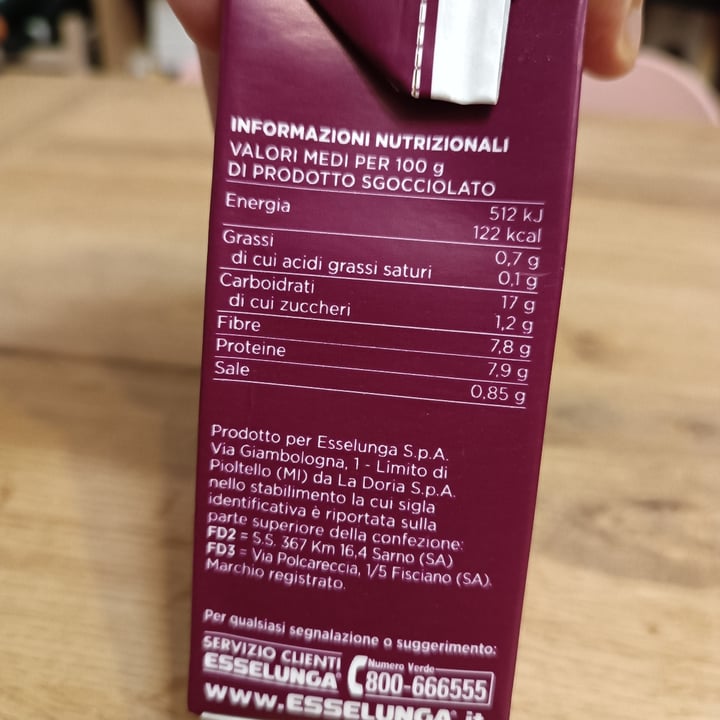 INFORMAZIONI NUTRIZIONALI
VALORI MEDI PER 100 g
DI PRODOTTO SGOCCIOLATO
Energia 512 kJ
122 kcal
Grassi 0,7 g
di cui acidi grassi saturi 0,1 g
Carboidrati 17 g
di cui zuccheri 1,2 g
Fibre 7,8 g
Proteine 7,9 g
Sale 0,85 g
Prodotto per Esselunga S.p.A.
Via Giambologna, 1 - Limito di
Pioltello (MI) da La Doria S.p.A.
nello stabilimento la cui sigla
identificativa è riportata sulla
parte superiore della confezione:
FD2 = S.S. 367 Km 16,4 Sarno (SA)
FD3 = Via Polcareccia, 1/5 Fisciano (SA).
Marchio registrato.
Per qualsiasi segnalazione o suggerimento:
SERVIZIO CLIENTI
ESSELUNGA
Numero Verde
800-666555
www.ESSELUNGA.it